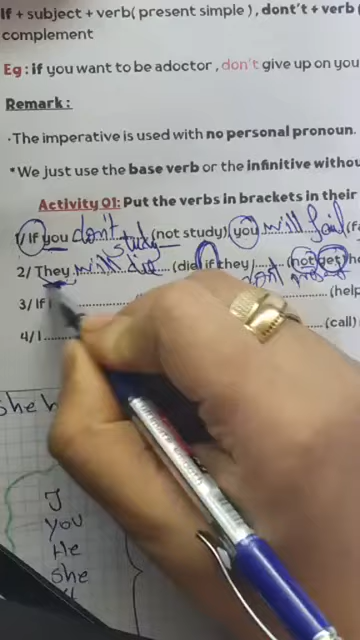 If + subject + verb( present simple) , dont't + verb(
complement
Eg : if you want to be adoctor , don't give up on you
Remark :
•The imperative is used with no personal pronoun.
*We just use the base verb or the infinitive withou
Activity 01: Put the verbs in brackets in their
1/ If you don't study (not study) you will fail (f
2/ They will die (die) if they dont (not get) h
3/ If (help
4/ I (call)
She
I
you
He
she